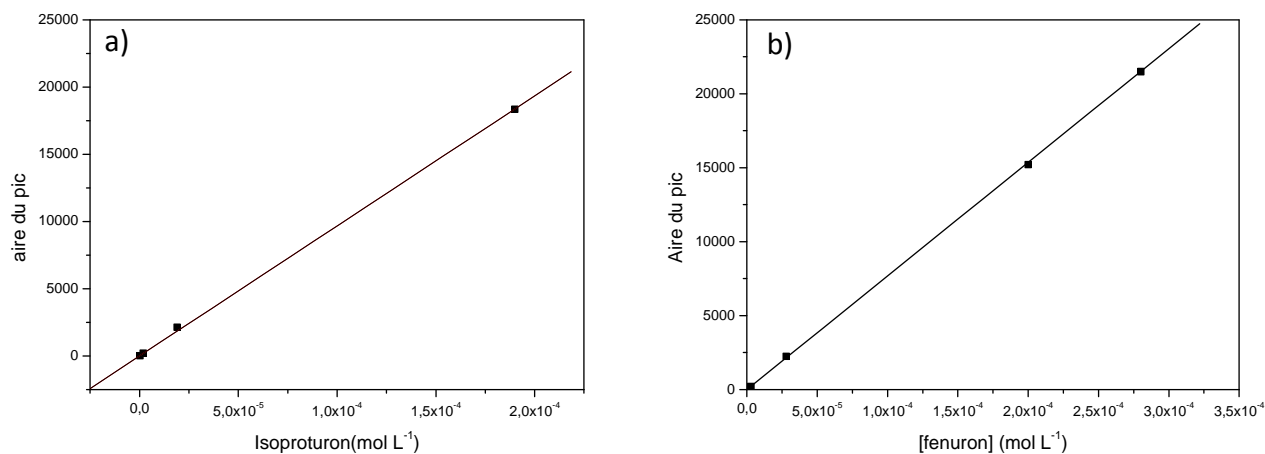 a)
25000
20000
15000
10000
5000
0
aire du pic
0,0
5,0x10⁻⁵
1,0x10⁻⁴
1,5x10⁻⁴
2,0x10⁻⁴
Isoproturon(mol L⁻¹)
b)
25000
20000
15000
10000
5000
0
Aire du pic
0,0
5,0x10⁻⁵
1,0x10⁻⁴
1,5x10⁻⁴
2,0x10⁻⁴
2,5x10⁻⁴
3,0x10⁻⁴
3,5x10⁻⁴
[fenuron] (mol L⁻¹)